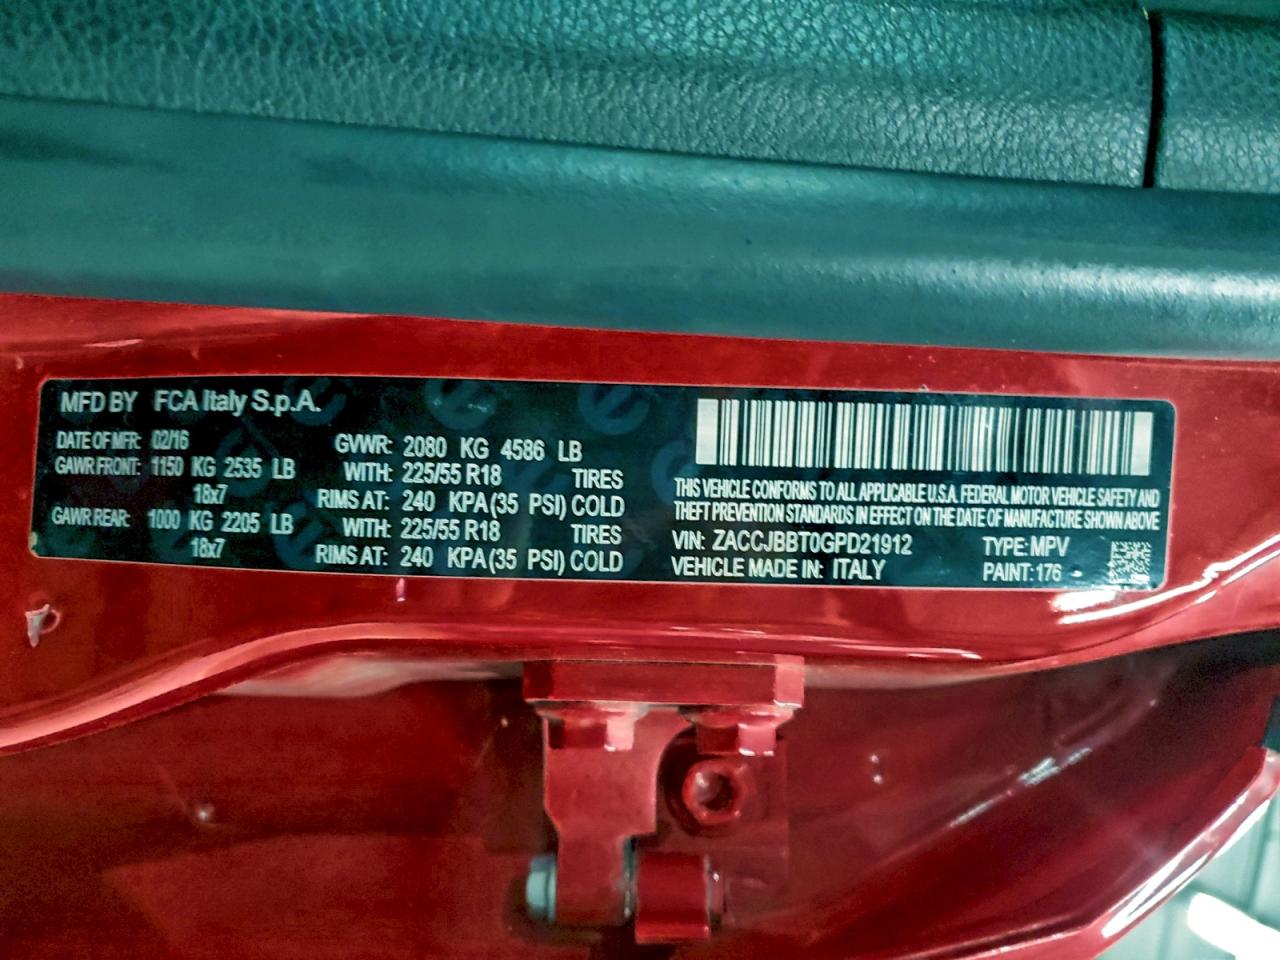 MFD BY FCA Italy S.p.A.
DATE OF MFR: 02/16
GAWR FRONT: 1150 KG 2535 LB
18x7
GAWR REAR: 1000 KG 2205 LB
18x7
GVWR: 2080 KG 4586 LB
WITH: 225/55 R18 TIRES
RIMS AT: 240 KPA(35 PSI) COLD
WITH: 225/55 R18 TIRES
RIMS AT: 240 KPA(35 PSI) COLD
THIS VEHICLE CONFORMS TO ALL APPLICABLE U.S.A. FEDERAL MOTOR VEHICLE SAFETY AND
THEFT PREVENTION STANDARDS IN EFFECT ON THE DATE OF MANUFACTURE SHOWN ABOVE
VIN: ZACCJBBT0GPD21912 TYPE: MPV
VEHICLE MADE IN: ITALY PAINT: 176